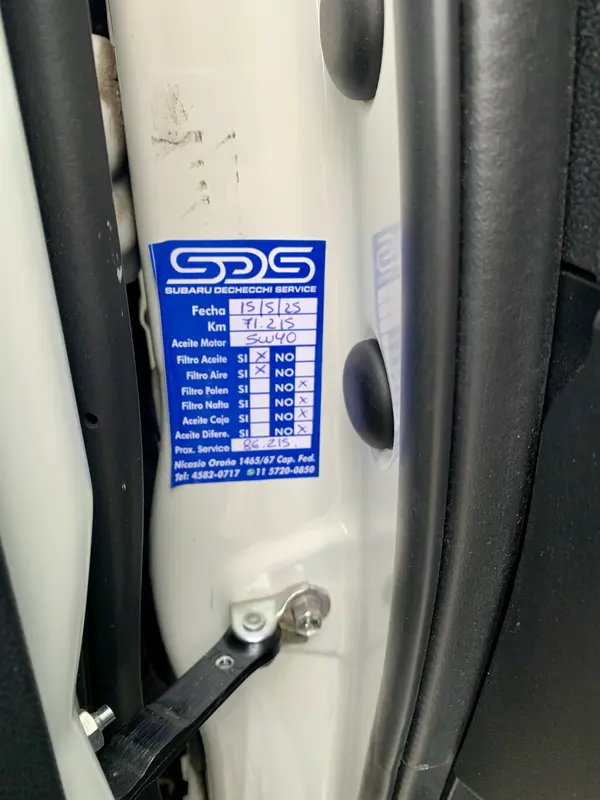 SDS
SUBARU DECHECCHI SERVICE
Fecha 15/5/25
Km 71.215
Aceite Motor 5W40
Filtro Aceite SI X NO
Filtro Aire SI X NO
Filtro Polen SI NO X
Filtro Nafta SI NO X
Aceite Caja SI NO X
Aceite Difere. SI NO X
Prox. Service 86.215.
Nicasio Oroño 1465/67 Cap. Fed.
Tel: 4582-0717 11 5720-0850